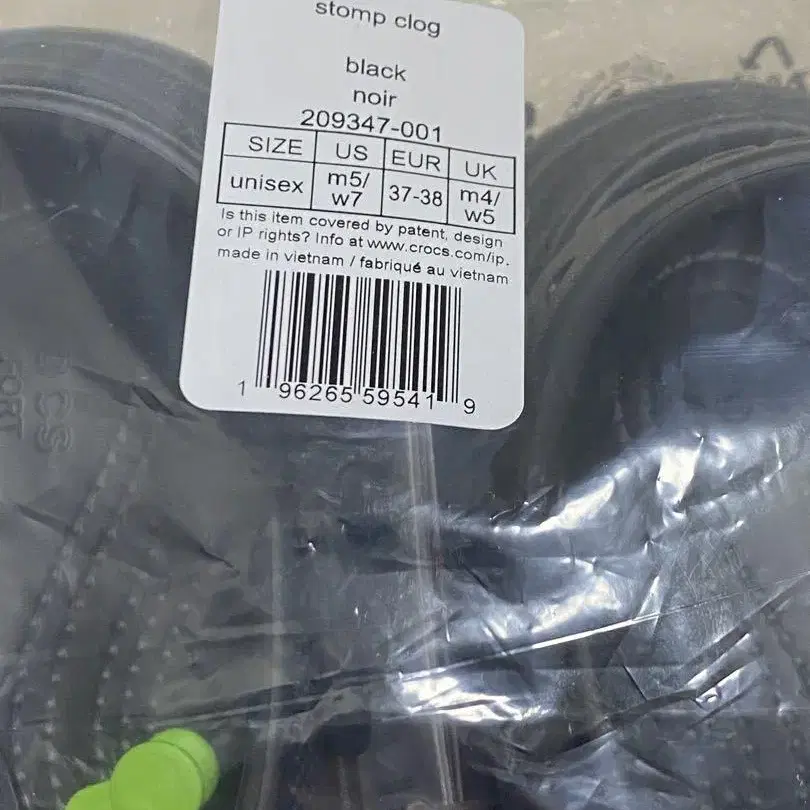 stomp clog
black
noir
209347-001
SIZE US EUR UK
unisex m5/ w7 37-38 m4/ w5
Is this item covered by patent, design
or IP rights? Info at www.crocs.com/ip.
made in vietnam / fabriqué au vietnam
1 96265 59541 9